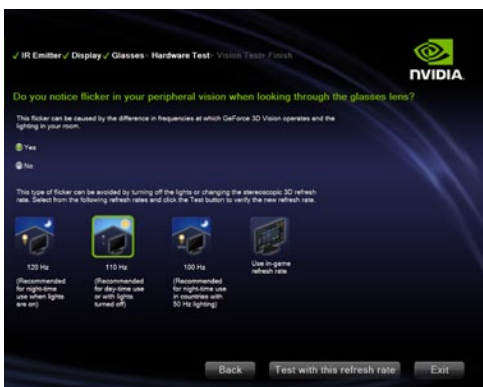 ✓ IR Emitter ✓ Display ✓ Glasses› Hardware Test› Vision Test› Finish
NVIDIA.
Do you notice flicker in your peripheral vision when looking through the glasses lens?
This flicker can be caused by the difference in frequencies at which GeForce 3D Vision operates and the
lighting in your room.
Yes
No
This type of flicker can be avoided by turning off the lights or changing the stereoscopic 3D refresh
rate. Select from the following refresh rates and click the Test button to verify the new refresh rate.
120 Hz
(Recommended
for night-time
use when lights
are on)
110 Hz
(Recommended
for day-time use
or with lights
turned off)
100 Hz
(Recommended
for night-time use
in countries with
50 Hz lighting)
Use in-game
refresh rate
Back
Test with this refresh rate
Exit